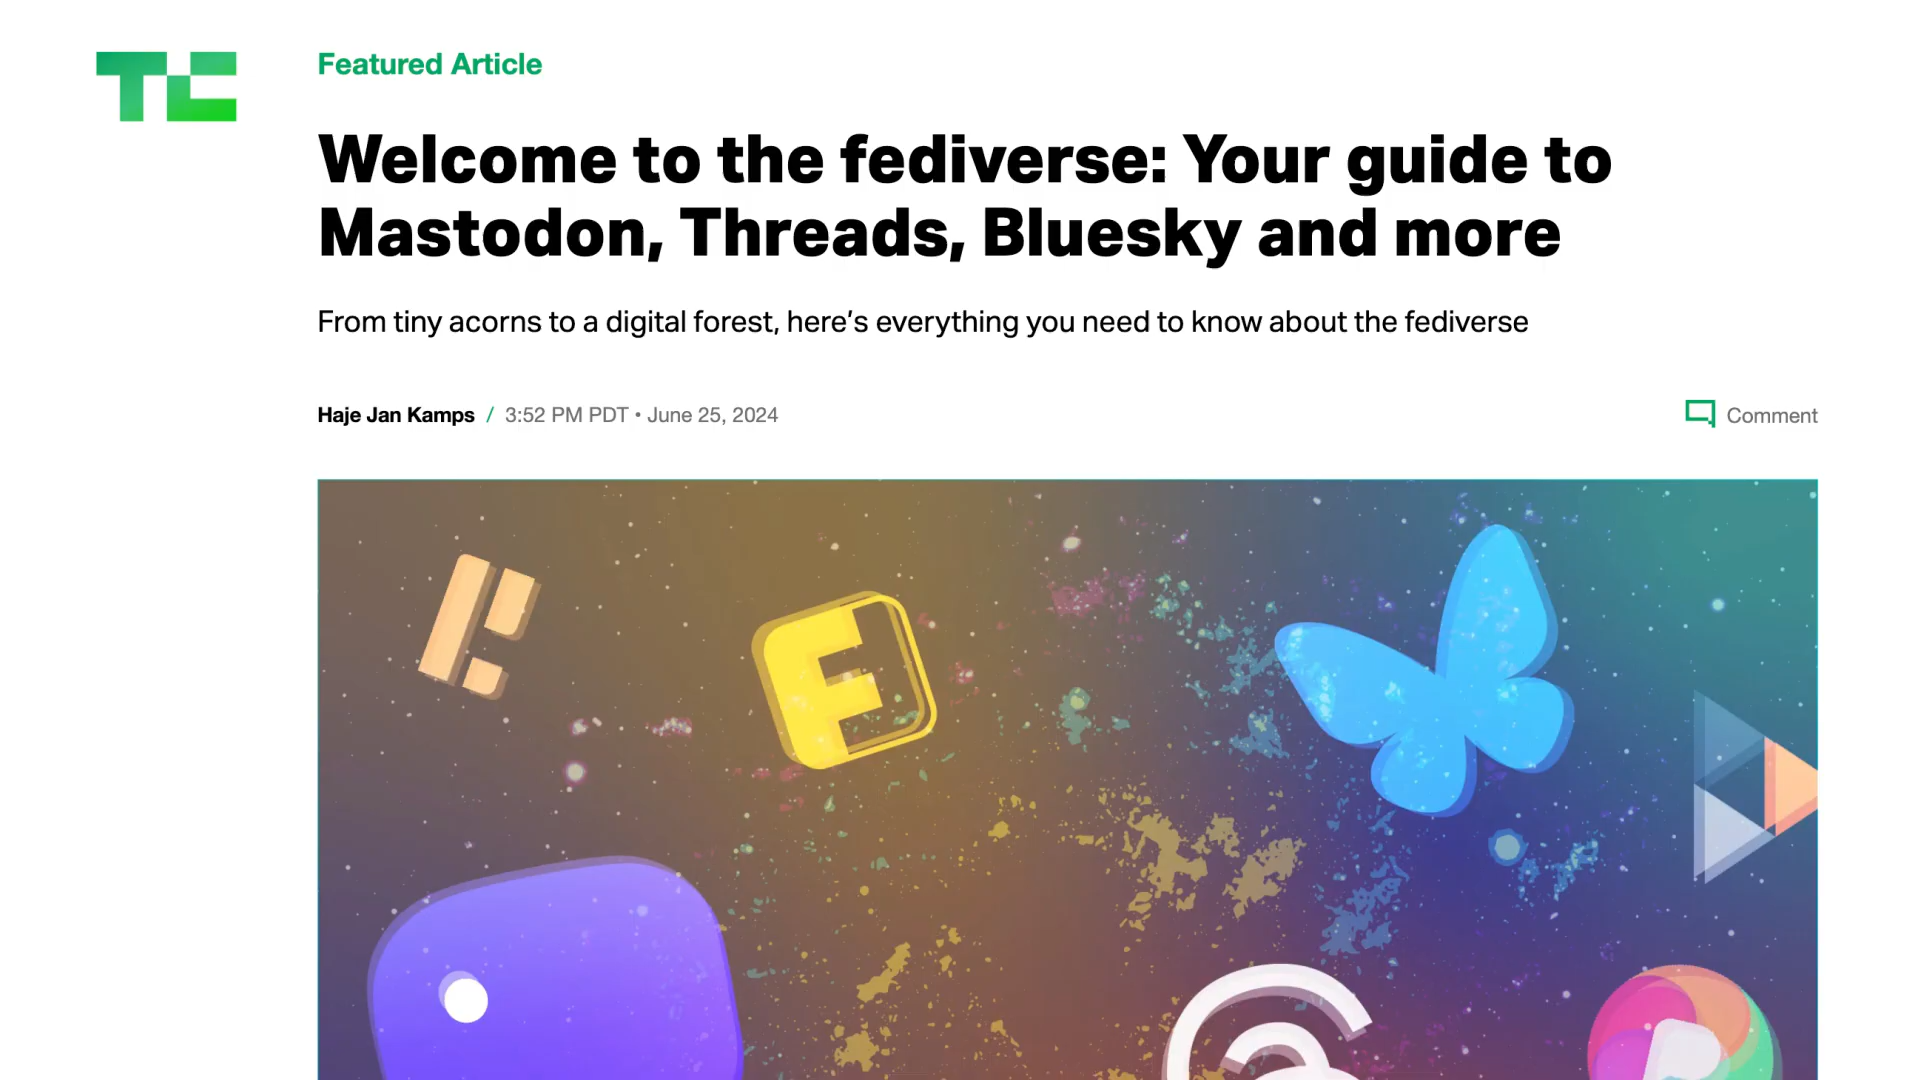 TC
Featured Article
Welcome to the fediverse: Your guide to
Mastodon, Threads, Bluesky and more
From tiny acorns to a digital forest, here’s everything you need to know about the fediverse
Haje Jan Kamps / 3:52 PM PDT • June 25, 2024
Comment